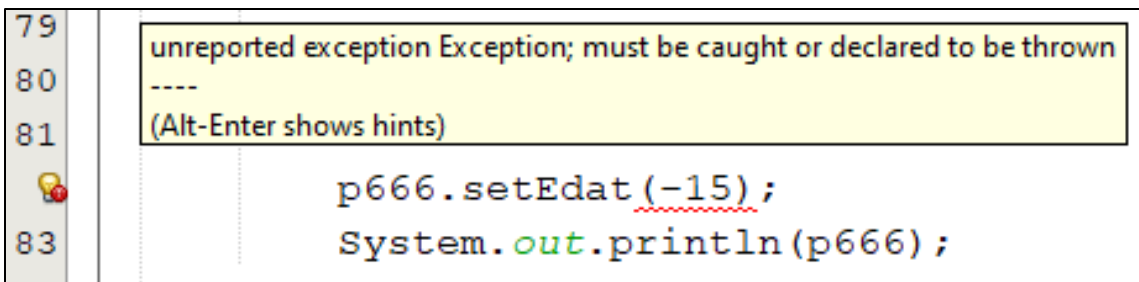 79
unreported exception Exception; must be caught or declared to be thrown
80
----
81
(Alt-Enter shows hints)
p666.setEdat(-15);
83
System.out.println(p666);